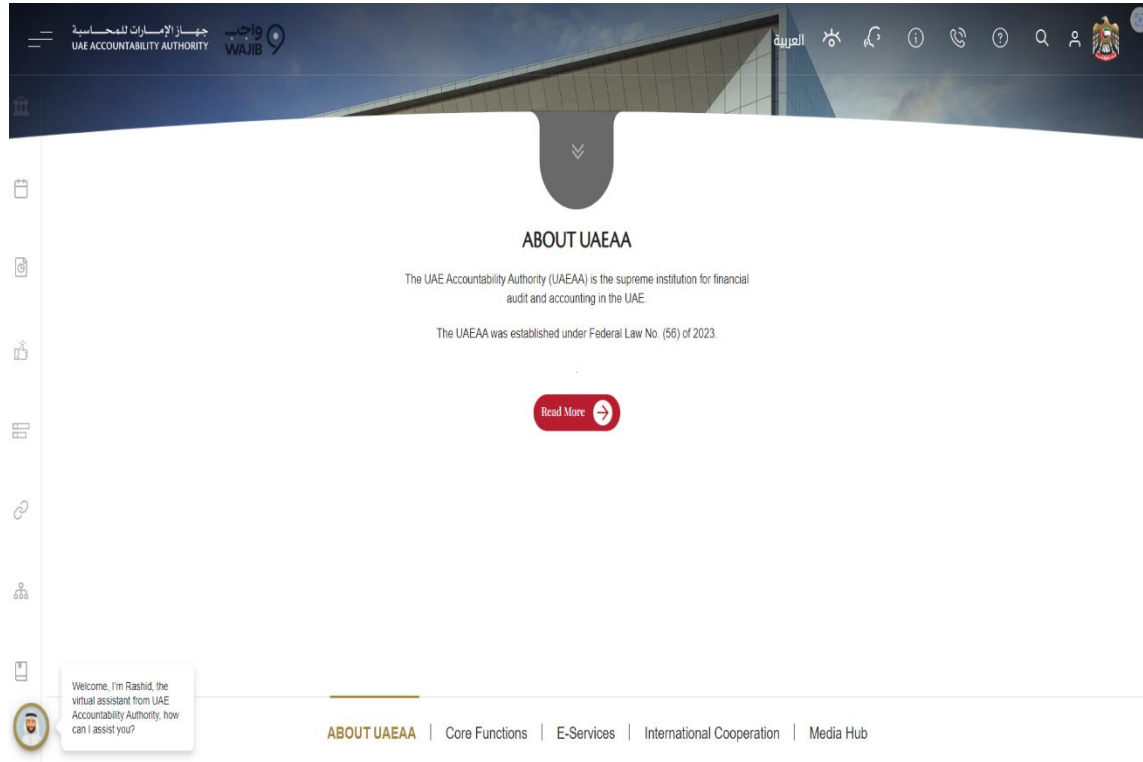 جهـــاز الإمـــارات للمحـــاسبة
UAE ACCOUNTABILITY AUTHORITY
واجب
WAJIB
العربية
ABOUT UAEAA
The UAE Accountability Authority (UAEAA) is the supreme institution for financial
audit and accounting in the UAE.
The UAEAA was established under Federal Law No. (56) of 2023.
.
Read More
Welcome, I'm Rashid, the
virtual assistant from UAE
Accountability Authority, how
can I assist you?
ABOUT UAEAA | Core Functions | E-Services | International Cooperation | Media Hub